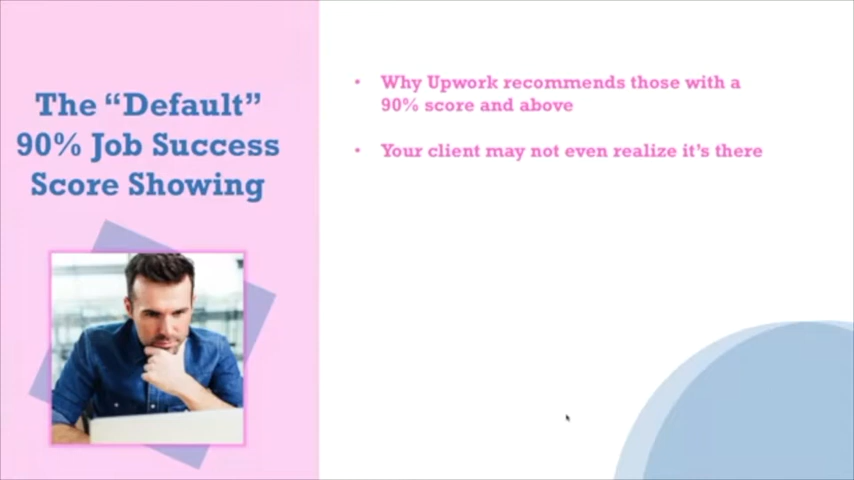 The “Default”
90% Job Success
Score Showing
• Why Upwork recommends those with a
90% score and above
• Your client may not even realize it’s there